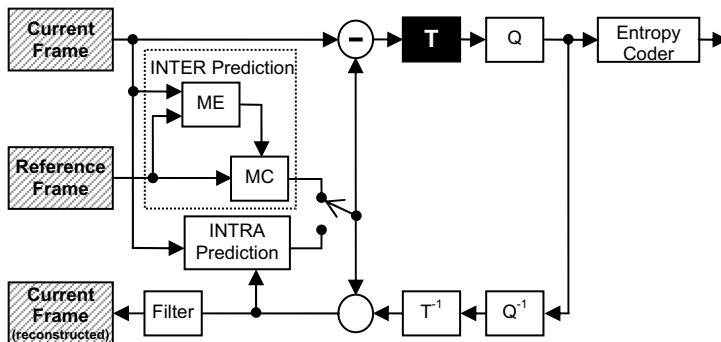 Current
Frame
T
Q
Entropy
Coder
INTER Prediction
ME
Reference
Frame
MC
INTRA
Prediction
Current
Frame
(reconstructed)
Filter
T-1
Q-1